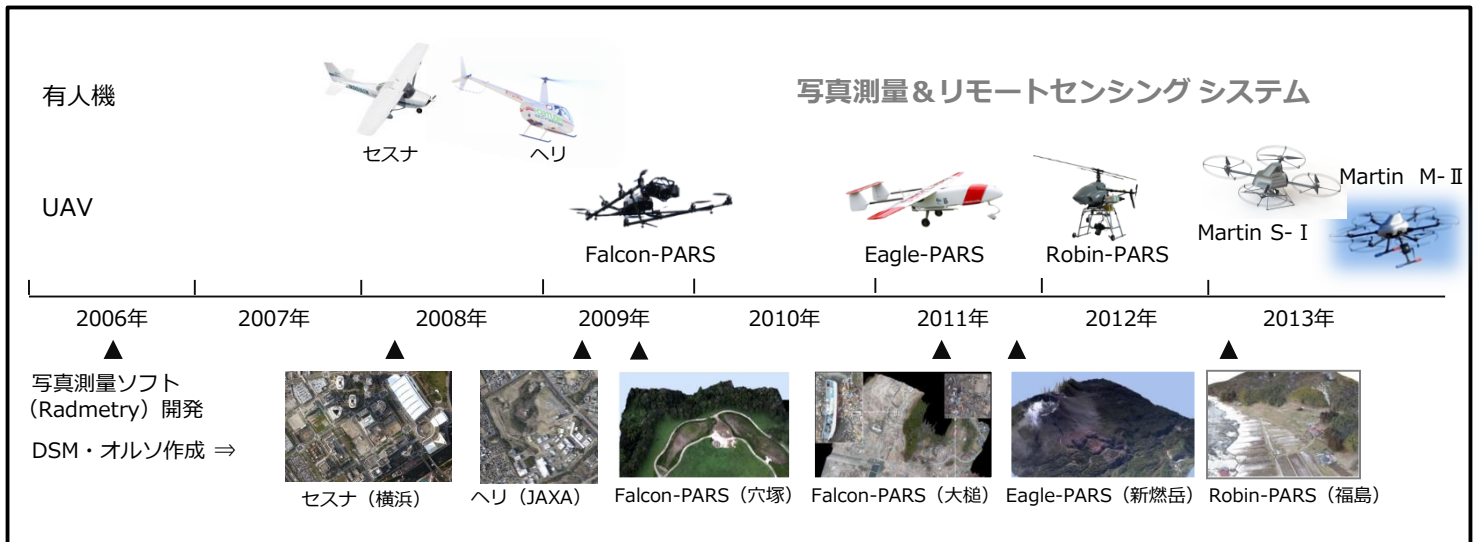 写真測量＆リモートセンシング システム
有人機
セスナ
ヘリ
UAV
Martin M-Ⅱ
Martin S-Ⅰ
Falcon-PARS
Eagle-PARS
Robin-PARS
2006年
2007年
2008年
2009年
2010年
2011年
2012年
2013年
▲ ▲ ▲ ▲ ▲ ▲ ▲
写真測量ソフト
（Radmetry）開発
DSM・オルソ作成 ⇒
セスナ（横浜）
ヘリ（JAXA）
Falcon-PARS（穴塚）
Falcon-PARS（大槌）
Eagle-PARS（新燃岳）
Robin-PARS（福島）